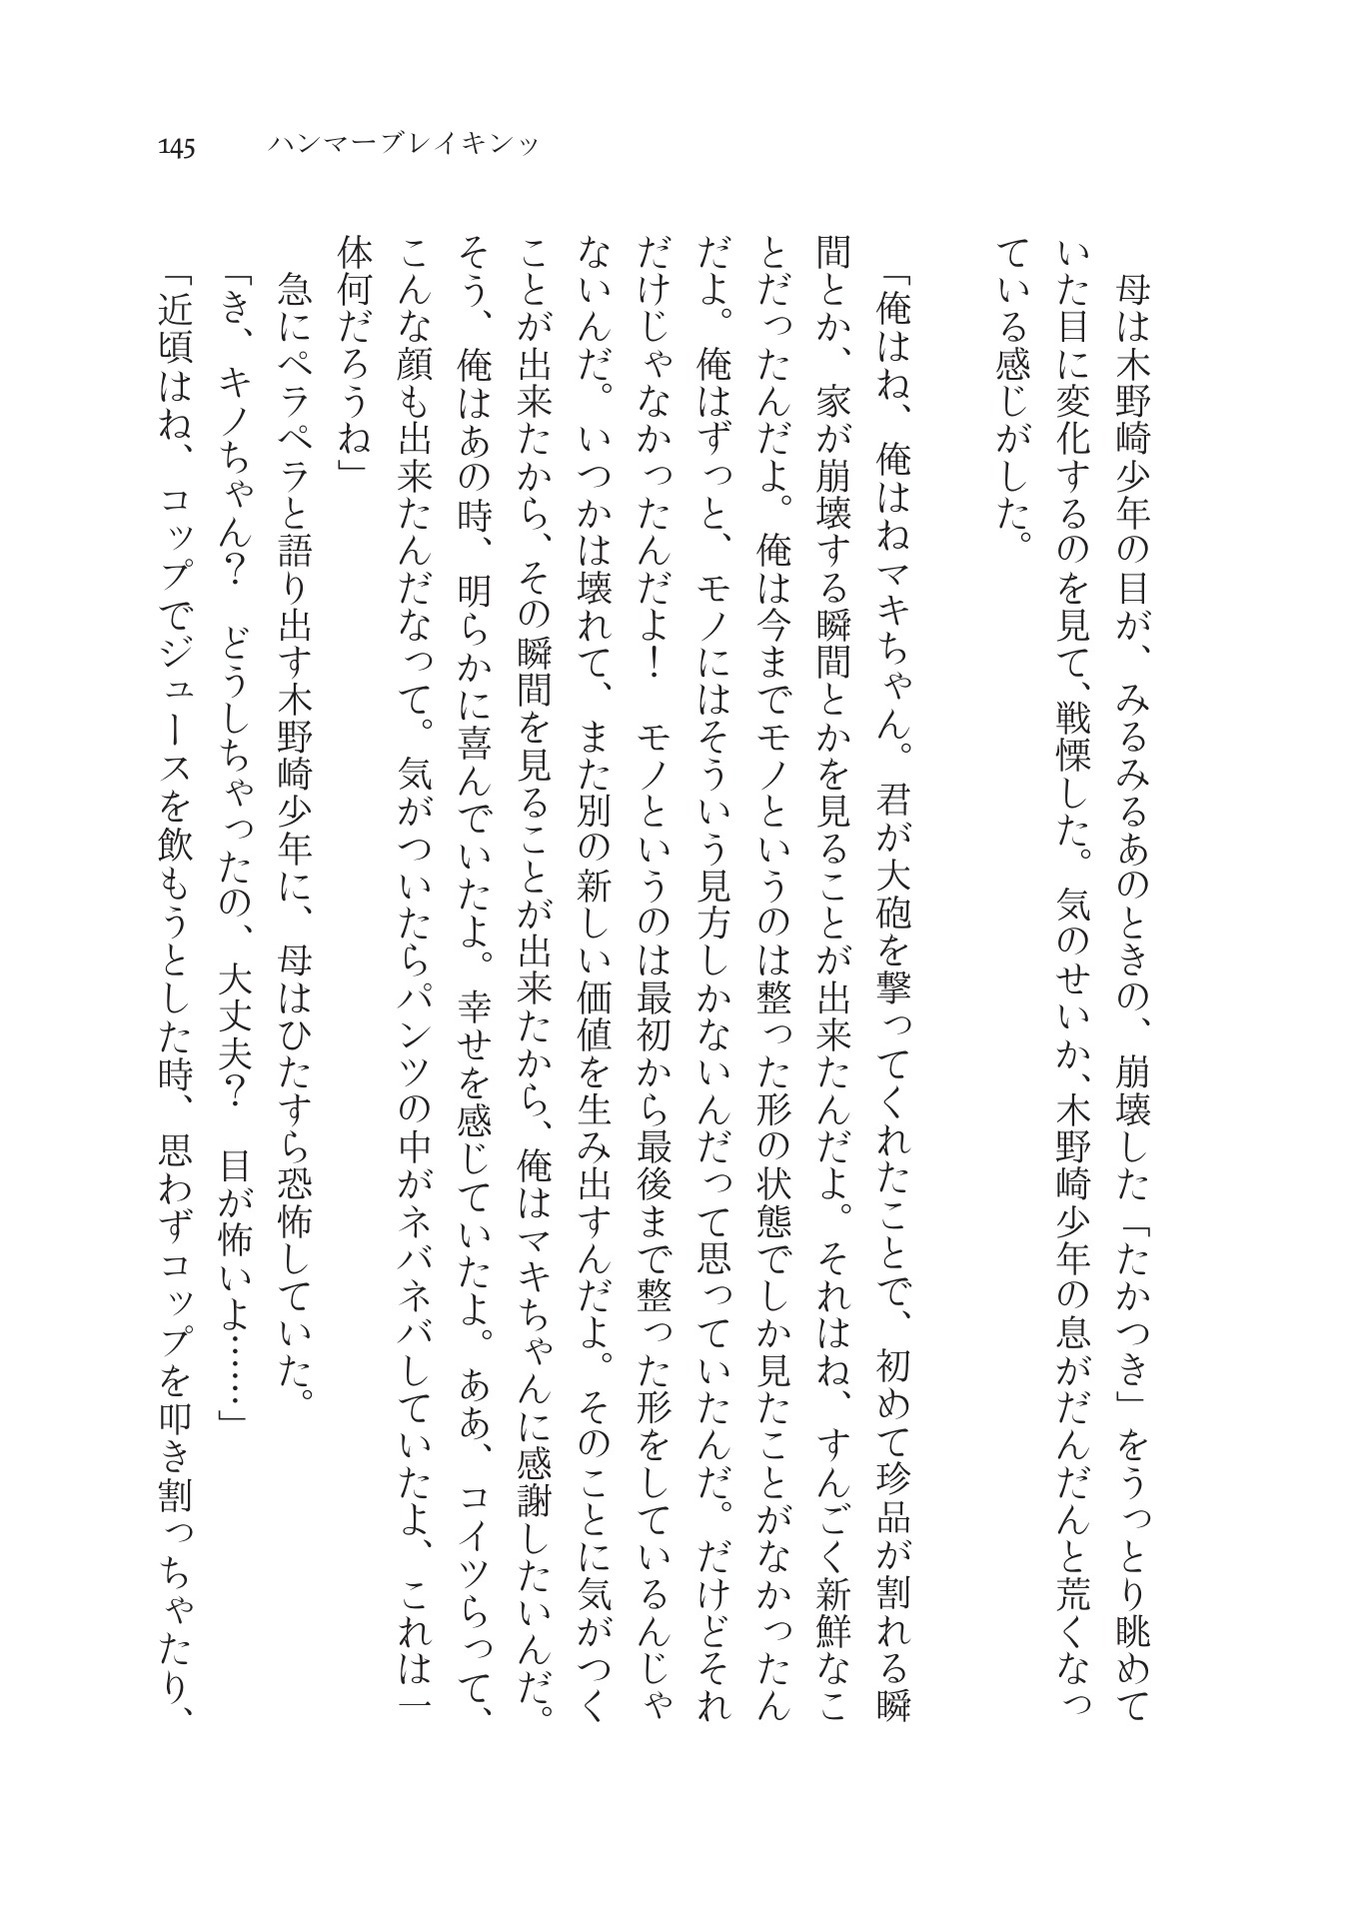 145 ハンマーブレイキンッ
　母は木野崎少年の目が、みるみるあのときの、崩壊した「たかつき」をうっとり眺めて
いた目に変化するのを見て、戦慄した。気のせいか、木野崎少年の息がだんだんと荒くなっ
ている感じがした。
「俺はね、俺はねマキちゃん。君が大砲を撃ってくれたことで、初めて珍品が割れる瞬
間とか、家が崩壊する瞬間とかを見ることが出来たんだよ。それはね、すんごく新鮮なこ
とだったんだよ。俺は今までモノというのは整った形の状態でしか見たことがなかったん
だよ。俺はずっと、モノにはそういう見方しかないんだって思っていたんだ。だけどそれ
だけじゃなかったんだよ！　モノというのは最初から最後まで整った形をしているんじゃ
ないんだ。いつかは壊れて、また別の新しい価値を生み出すんだよ。そのことに気がつく
ことが出来たから、その瞬間を見ることが出来たから、俺はマキちゃんに感謝したいんだ。
そう、俺はあの時、明らかに喜んでいたよ。幸せを感じていたよ。ああ、コイツらって、
こんな顔も出来たんだなって。気がついたらパンツの中がネバネバしていたよ、これは一
体何だろうね」
　急にペラペラと語り出す木野崎少年に、母はひたすら恐怖していた。
「き、キノちゃん？　どうしちゃったの、大丈夫？　目が怖いよ……」
「近頃はね、コップでジュースを飲もうとした時、思わずコップを叩き割っちゃたり、